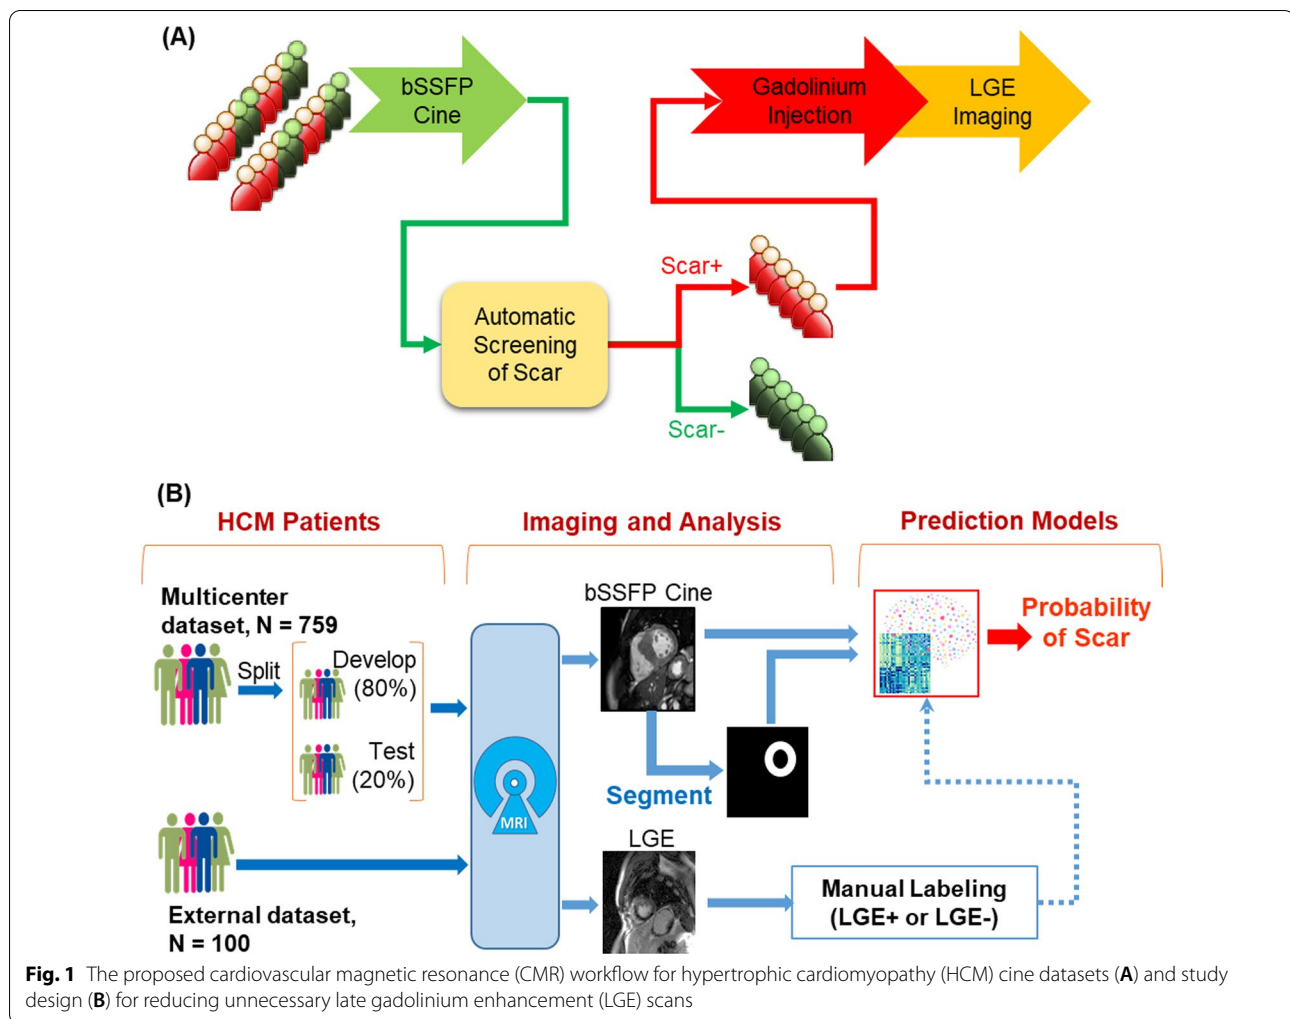 (A)
bSSFP
Cine
Gadolinium
Injection
LGE
Imaging
Automatic
Screening
of Scar
Scar+
Scar-
(B)
HCM Patients
Imaging and Analysis
Prediction Models
Multicenter
dataset, N = 759
Split
Develop
(80%)
Test
(20%)
External dataset,
N = 100
MRI
bSSFP Cine
Segment
LGE
Manual Labeling
(LGE+ or LGE-)
Probability
of Scar
Fig. 1 The proposed cardiovascular magnetic resonance (CMR) workflow for hypertrophic cardiomyopathy (HCM) cine datasets (A) and study
design (B) for reducing unnecessary late gadolinium enhancement (LGE) scans